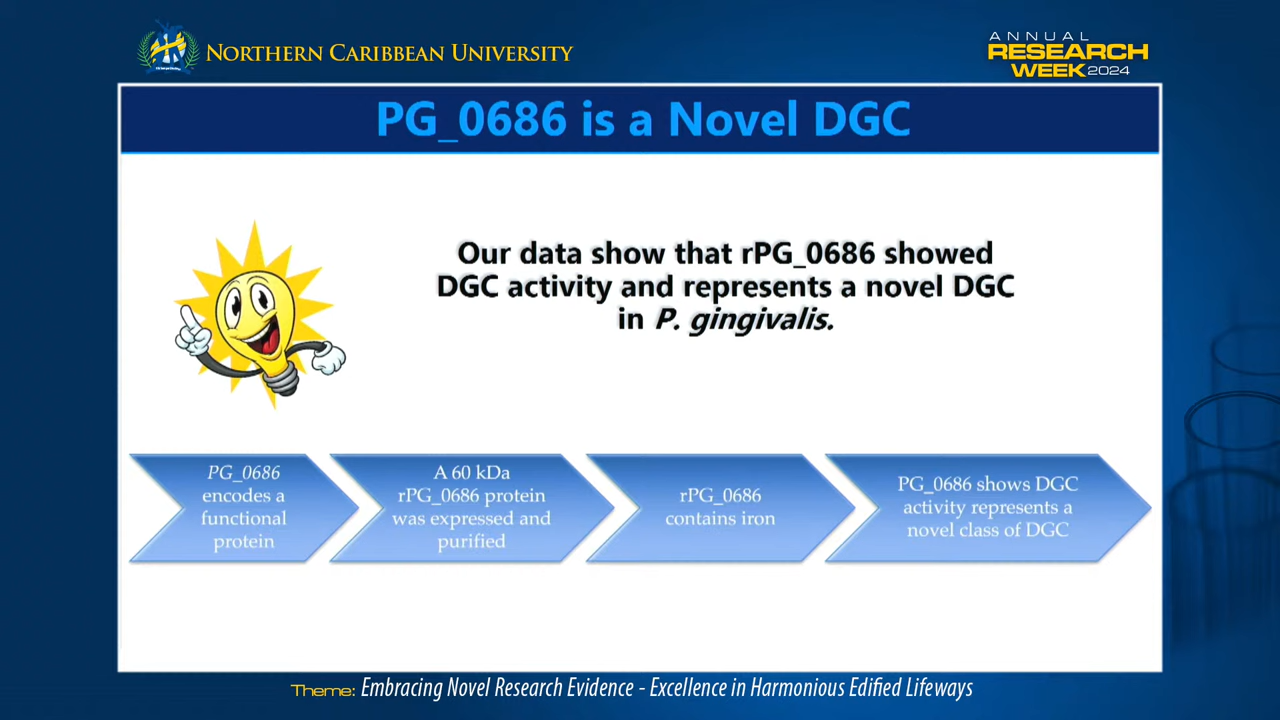 NORTHERN CARIBBEAN UNIVERSITY
ANNUAL
RESEARCH
WEEK 2024
PG_0686 is a Novel DGC
Our data show that rPG_0686 showed
DGC activity and represents a novel DGC
in P. gingivalis.
PG_0686
encodes a
functional
protein
A 60 kDa
rPG_0686 protein
was expressed and
purified
rPG_0686
contains iron
PG_0686 shows DGC
activity represents a
novel class of DGC
Theme: Embracing Novel Research Evidence - Excellence in Harmonious Edified Lifeways